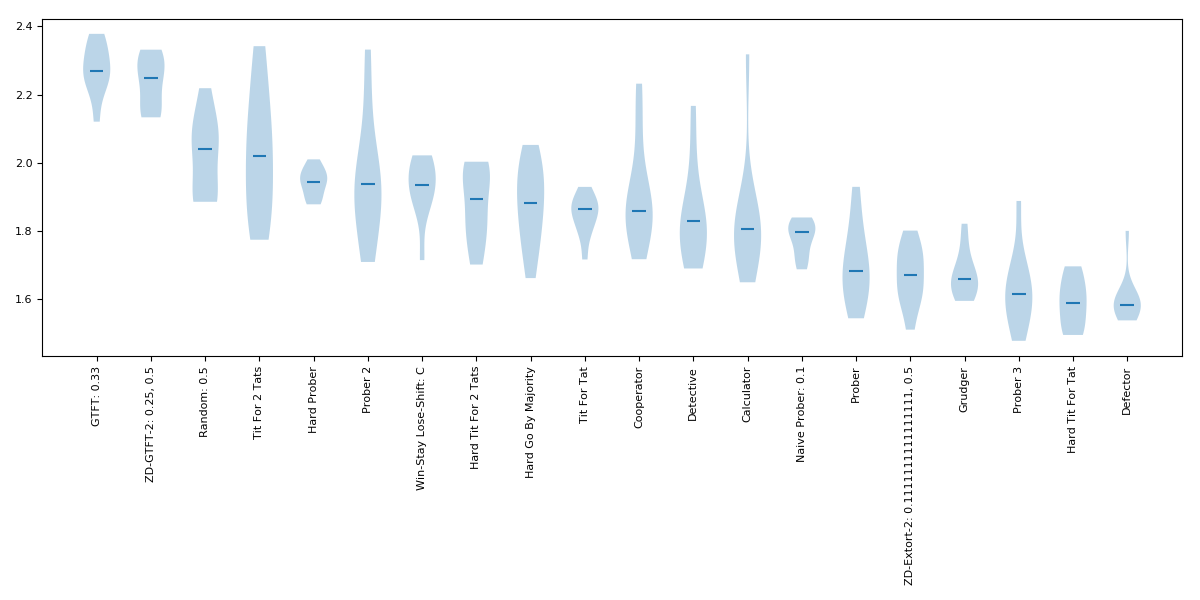 2.4
2.2
2.0
1.8
1.6
GTFT: 0.33
ZD-GTFT-2: 0.25, 0.5
Random: 0.5
Tit For 2 Tats
Hard Prober
Prober 2
Win-Stay Lose-Shift: C
Hard Tit For 2 Tats
Hard Go By Majority
Tit For Tat
Cooperator
Detective
Calculator
Naive Prober: 0.1
Prober
ZD-Extort-2: 0.1111111111111111, 0.5
Grudger
Prober 3
Hard Tit For Tat
Defector